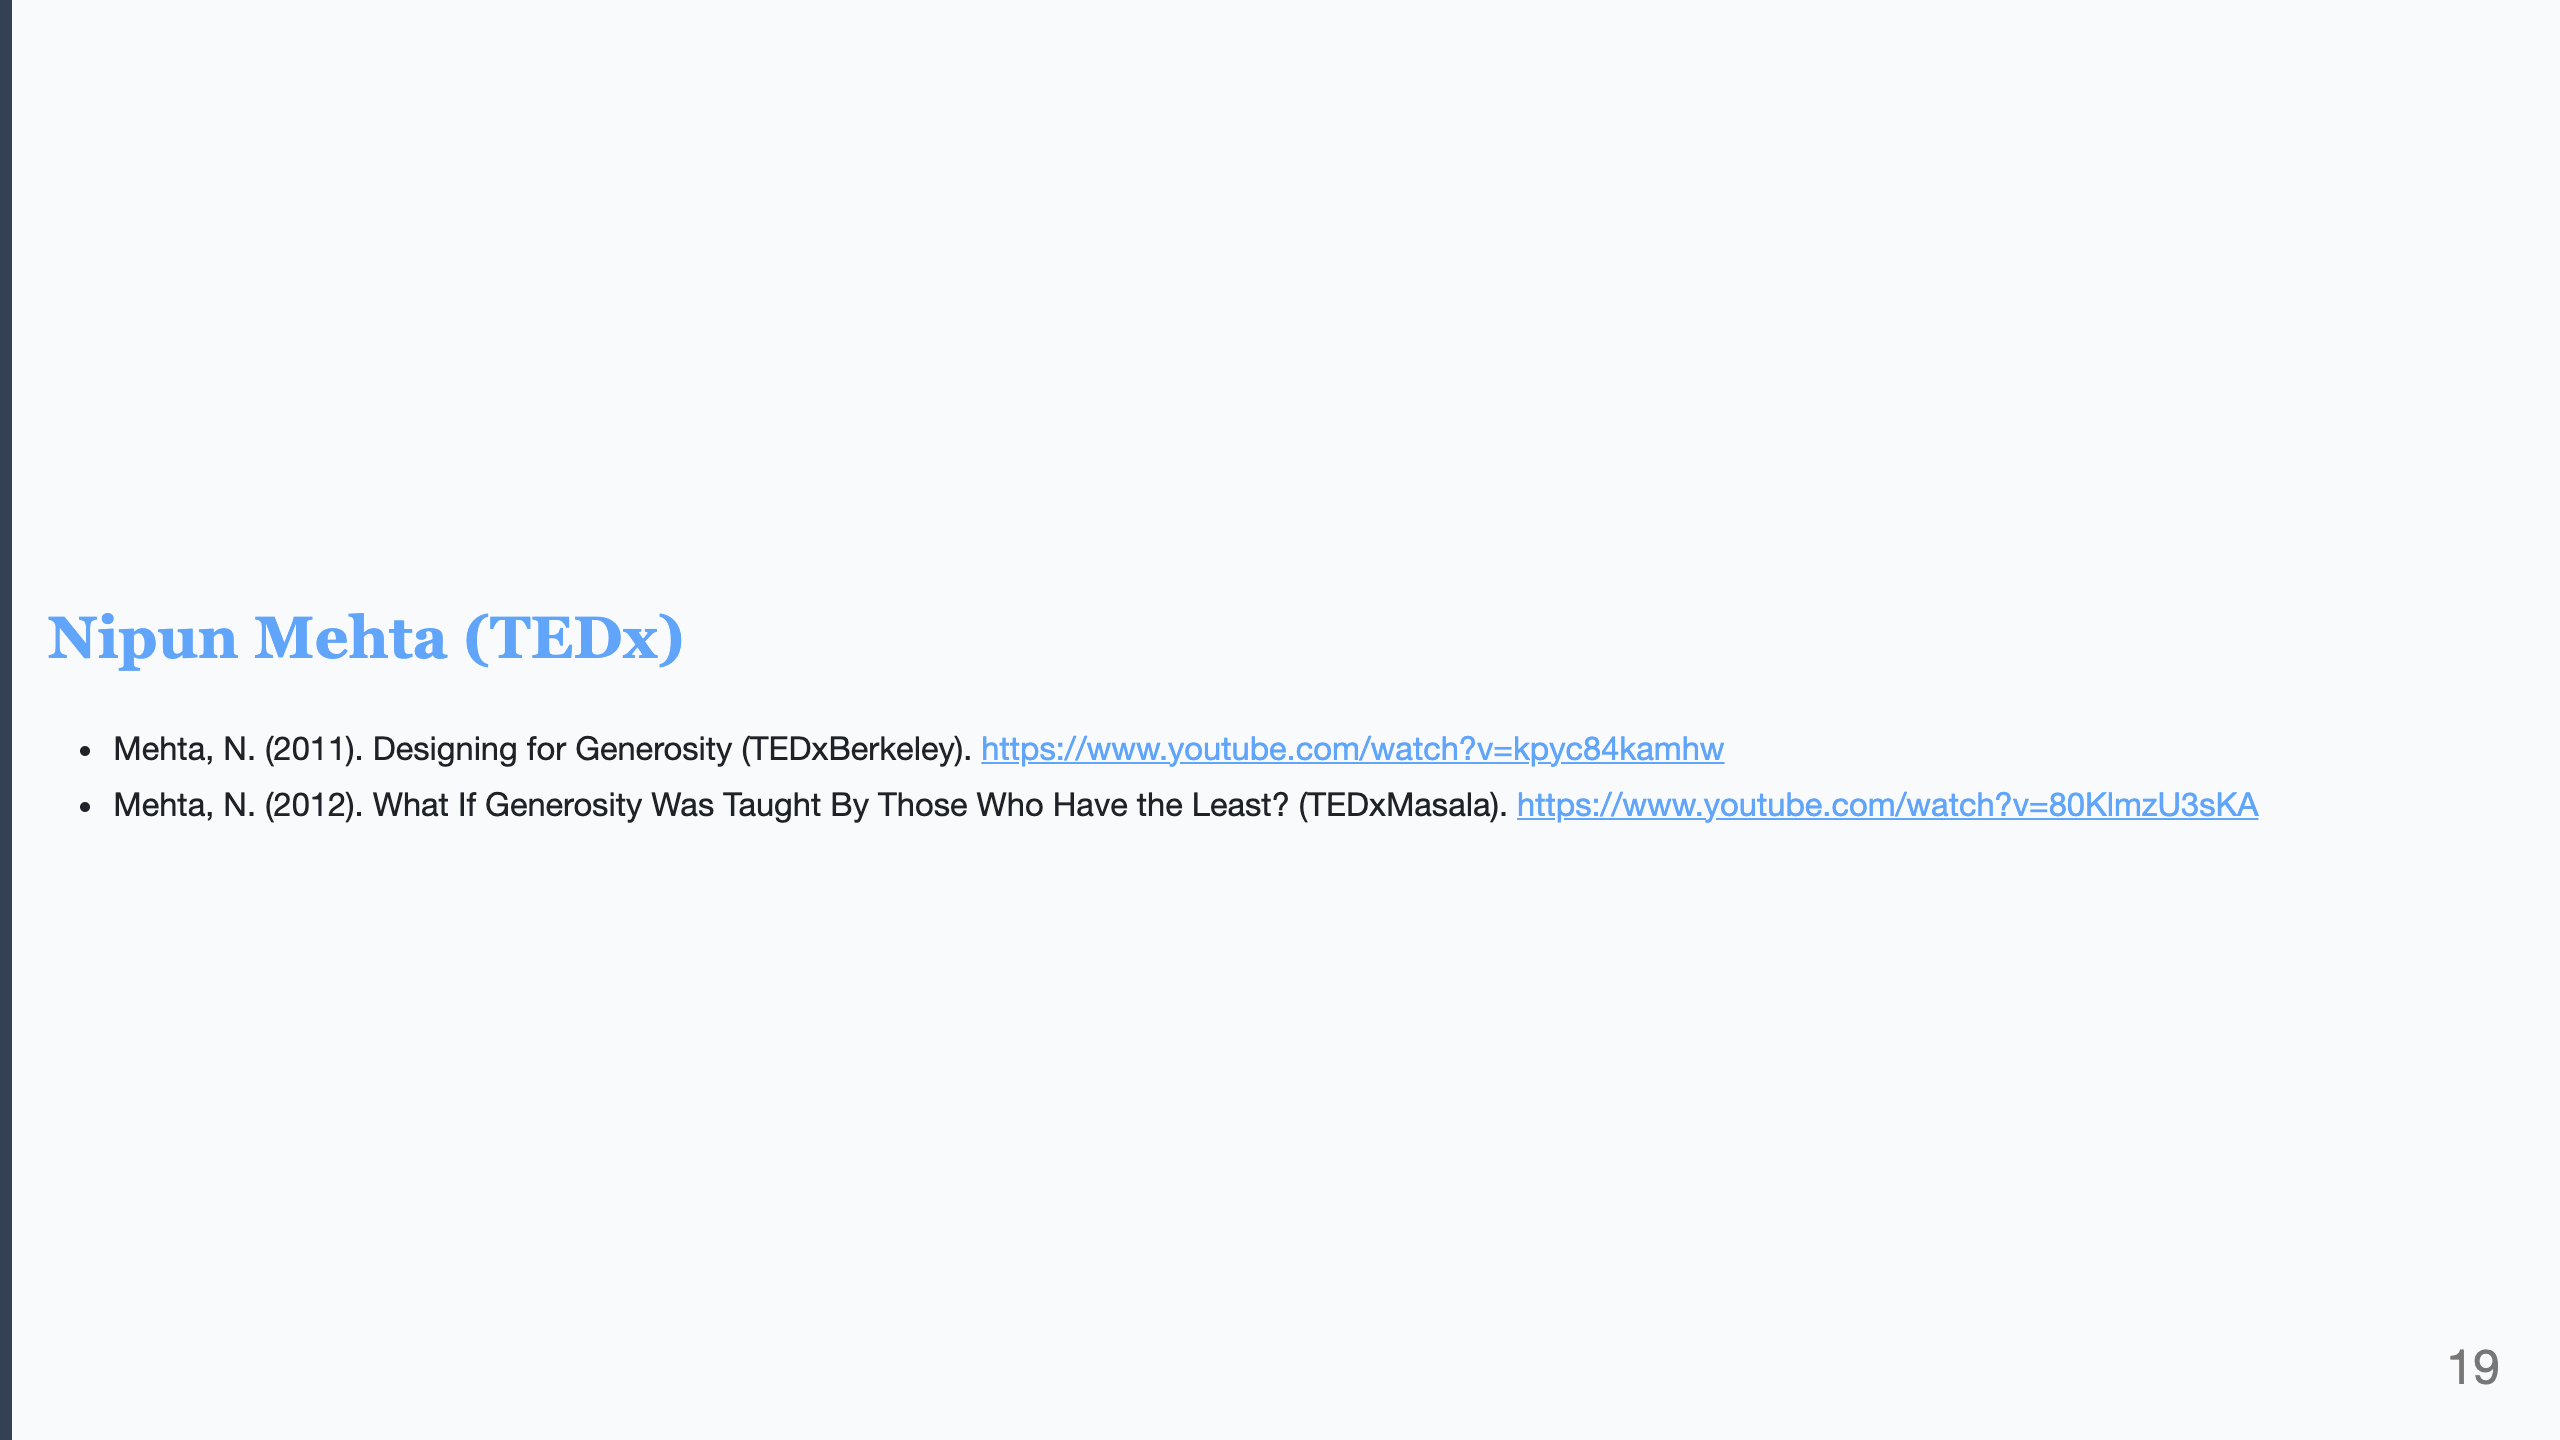 Nipun Mehta (TEDx)
• Mehta, N. (2011). Designing for Generosity (TEDxBerkeley). https://www.youtube.com/watch?v=kpyc84kamhw
• Mehta, N. (2012). What If Generosity Was Taught By Those Who Have the Least? (TEDxMasala). https://www.youtube.com/watch?v=80KlmzU3sKA
19